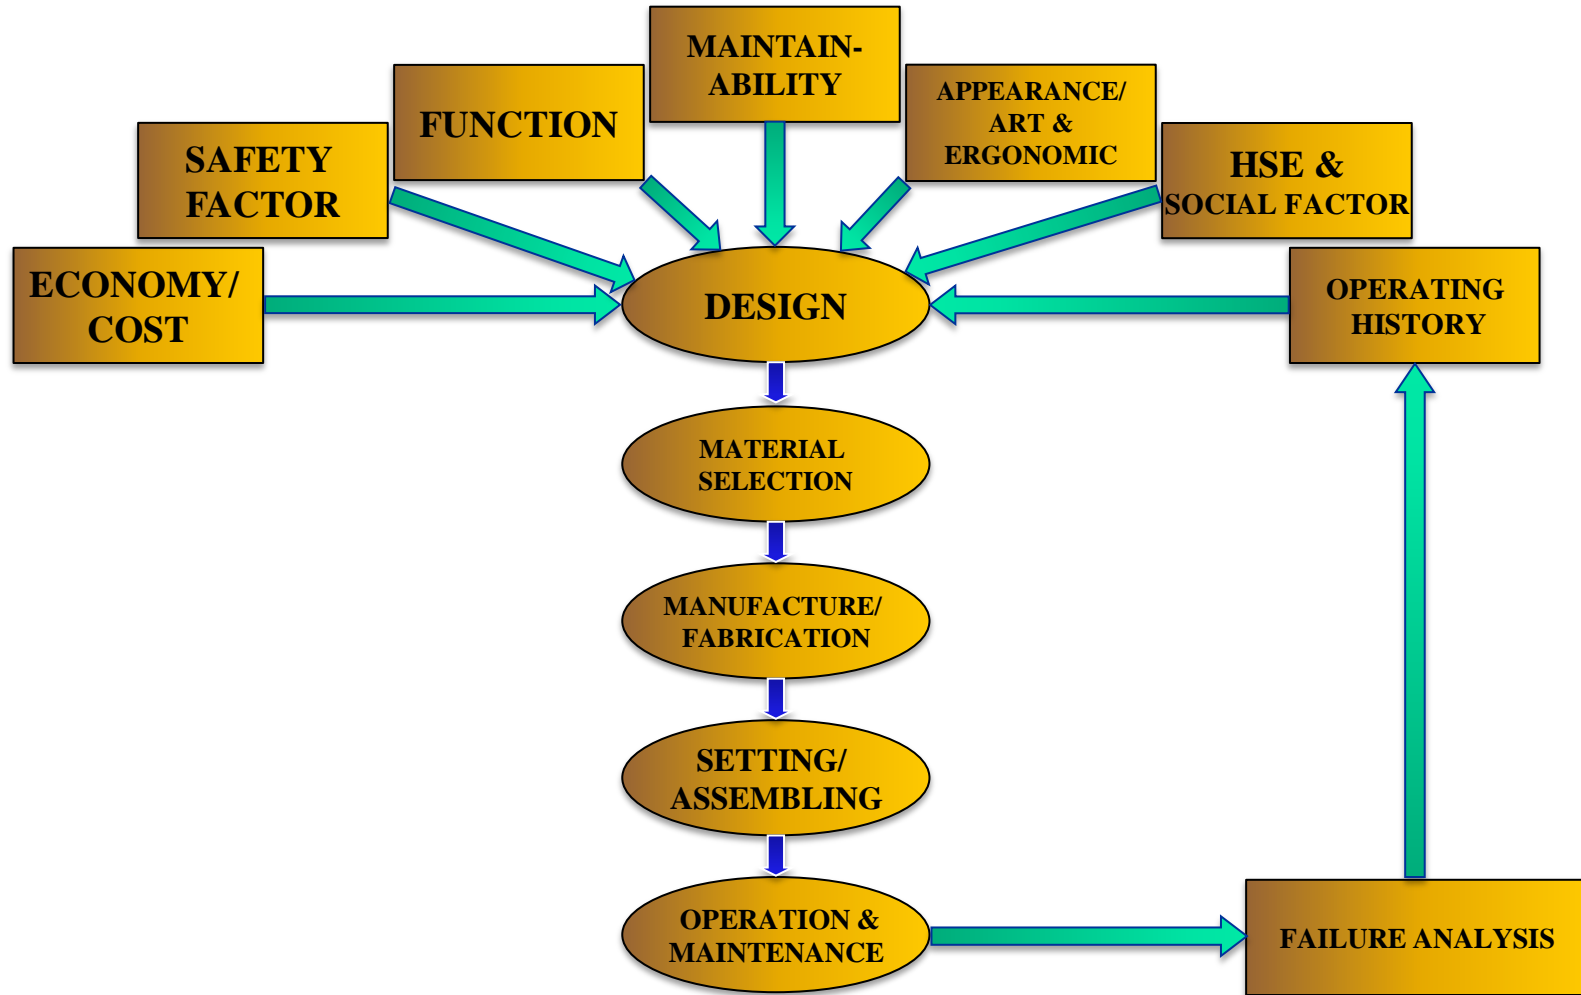 MAINTAIN-
ABILITY
FUNCTION
APPEARANCE/
ART &
ERGONOMIC
SAFETY
FACTOR
HSE &
SOCIAL FACTOR
ECONOMY/
COST
DESIGN
OPERATING
HISTORY
MATERIAL
SELECTION
MANUFACTURE/
FABRICATION
SETTING/
ASSEMBLING
OPERATION &
MAINTENANCE
FAILURE ANALYSIS